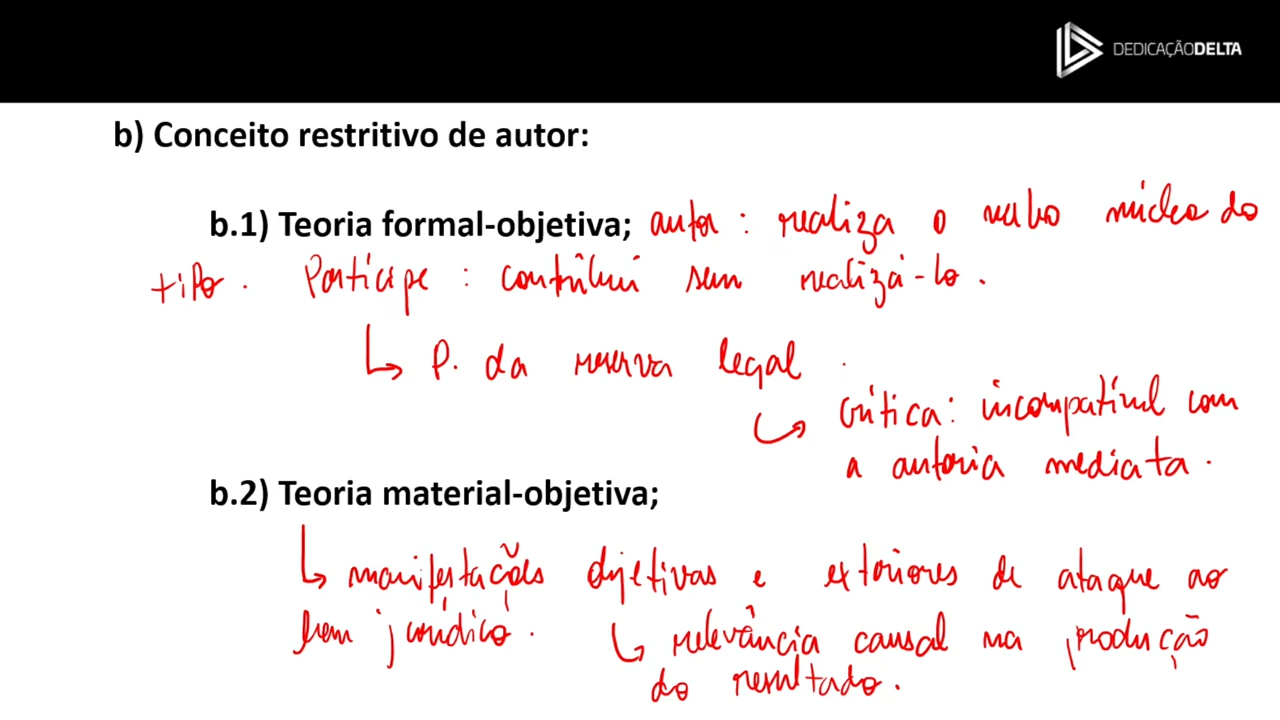 DEDICAÇÃODELTA
b) Conceito restritivo de autor:
b.1) Teoria formal-objetiva; autor : realiza o verbo núcleo do
tipo. Partícipe : contribui sem realizá-lo.
↳ P. da reserva legal.
↳ crítica: incompatível com
a autoria mediata.
b.2) Teoria material-objetiva;
↳ manifestações objetivas e exteriores de ataque ao
bem jurídico.
↳ relevância causal na produção
do resultado.